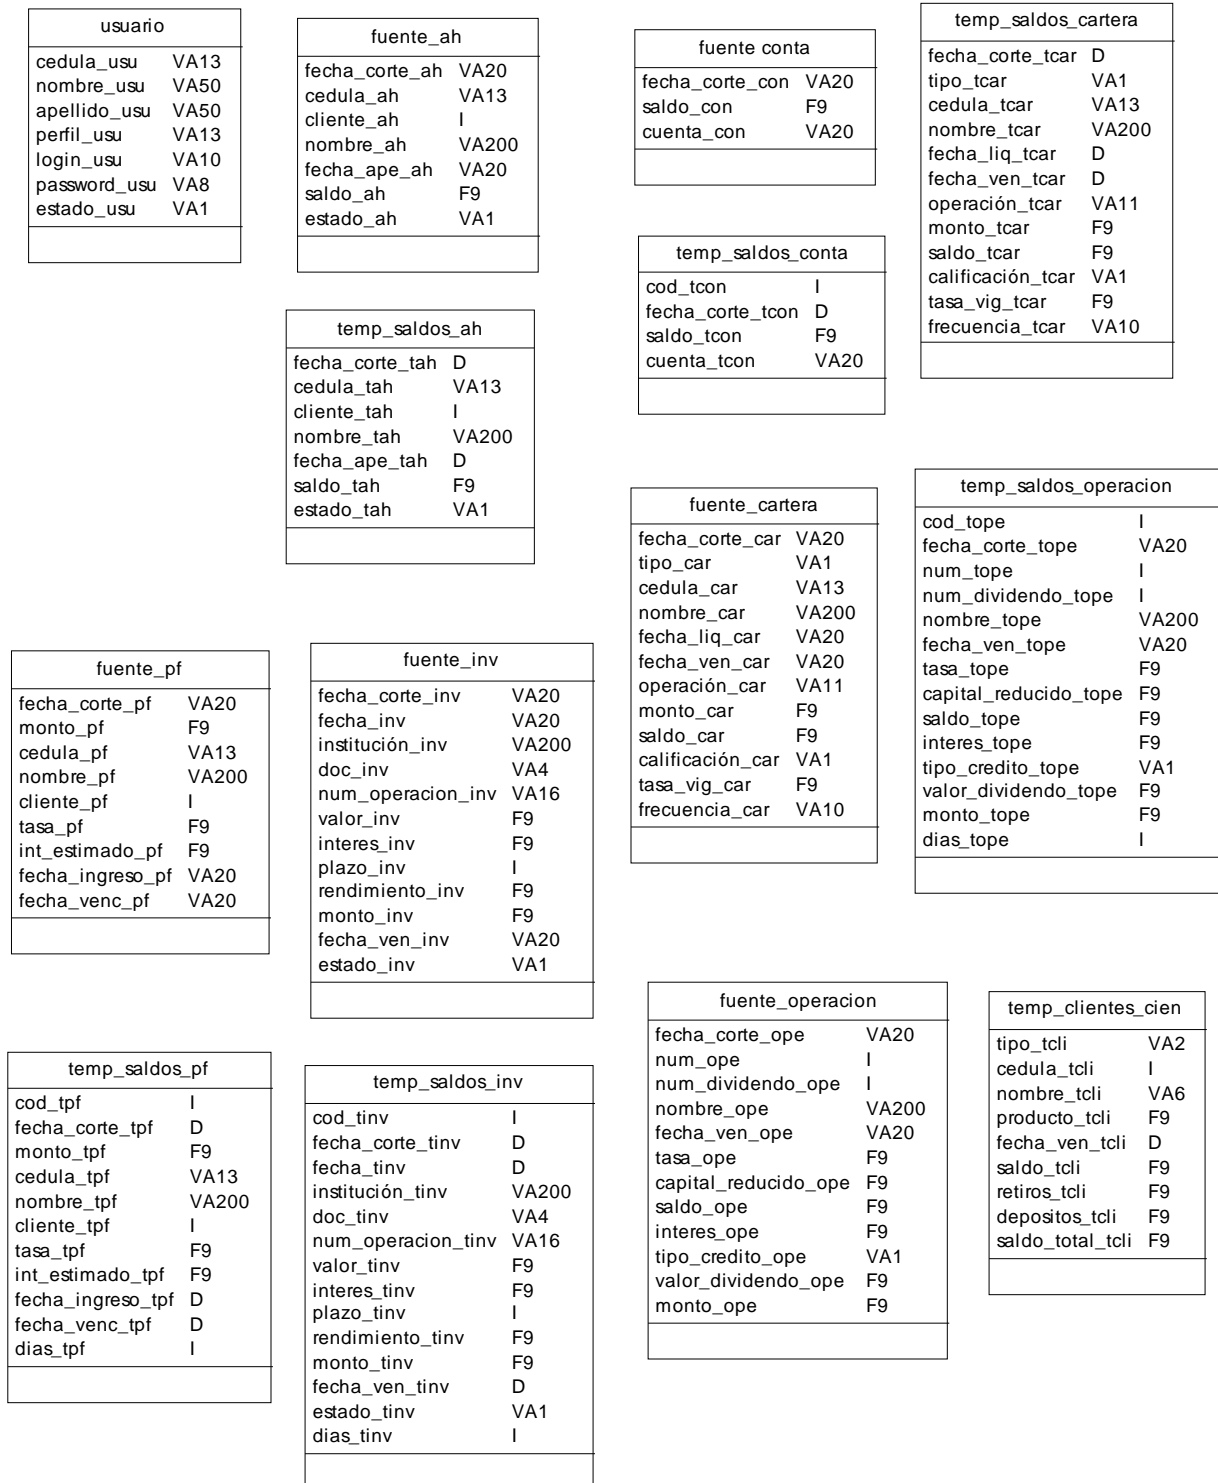 usuario
cedula_usu VA13
nombre_usu VA50
apellido_usu VA50
perfil_usu VA13
login_usu VA10
password_usu VA8
estado_usu VA1
fuente_ah
fecha_corte_ah VA20
cedula_ah VA13
cliente_ah I
nombre_ah VA200
fecha_ape_ah VA20
saldo_ah F9
estado_ah VA1
fuente conta
fecha_corte_con VA20
saldo_con F9
cuenta_con VA20
temp_saldos_cartera
fecha_corte_tcar D
tipo_tcar VA1
cedula_tcar VA13
nombre_tcar VA200
fecha_liq_tcar D
fecha_ven_tcar D
operación_tcar VA11
monto_tcar F9
saldo_tcar F9
calificación_tcar VA1
tasa_vig_tcar F9
frecuencia_tcar VA10
temp_saldos_conta
cod_tcon I
fecha_corte_tcon D
saldo_tcon F9
cuenta_tcon VA20
temp_saldos_ah
fecha_corte_tah D
cedula_tah VA13
cliente_tah I
nombre_tah VA200
fecha_ape_tah D
saldo_tah F9
estado_tah VA1
fuente_cartera
fecha_corte_car VA20
tipo_car VA1
cedula_car VA13
nombre_car VA200
fecha_liq_car VA20
fecha_ven_car VA20
operación_car VA11
monto_car F9
saldo_car F9
calificación_car VA1
tasa_vig_car F9
frecuencia_car VA10
temp_saldos_operacion
cod_tope I
fecha_corte_tope VA20
num_tope I
num_dividendo_tope I
nombre_tope VA200
fecha_ven_tope VA20
tasa_tope F9
capital_reducido_tope F9
saldo_tope F9
interes_tope F9
tipo_credito_tope VA1
valor_dividendo_tope F9
monto_tope F9
dias_tope I
fuente_pf
fecha_corte_pf VA20
monto_pf F9
cedula_pf VA13
nombre_pf VA200
cliente_pf I
tasa_pf F9
int_estimado_pf F9
fecha_ingreso_pf VA20
fecha_venc_pf VA20
fuente_inv
fecha_corte_inv VA20
fecha_inv VA20
institución_inv VA200
doc_inv VA4
num_operacion_inv VA16
valor_inv F9
interes_inv F9
plazo_inv I
rendimiento_inv F9
monto_inv F9
fecha_ven_inv VA20
estado_inv VA1
fuente_operacion
fecha_corte_ope VA20
num_ope I
num_dividendo_ope I
nombre_ope VA200
fecha_ven_ope VA20
tasa_ope F9
capital_reducido_ope F9
saldo_ope F9
interes_ope F9
tipo_credito_ope VA1
valor_dividendo_ope F9
monto_ope F9
temp_clientes_cien
tipo_tcli VA2
cedula_tcli I
nombre_tcli VA6
producto_tcli F9
fecha_ven_tcli D
saldo_tcli F9
retiros_tcli F9
depositos_tcli F9
saldo_total_tcli F9
temp_saldos_pf
cod_tpf I
fecha_corte_tpf D
monto_tpf F9
cedula_tpf VA13
nombre_tpf VA200
cliente_tpf I
tasa_tpf F9
int_estimado_tpf F9
fecha_ingreso_tpf D
fecha_venc_tpf D
dias_tpf I
temp_saldos_inv
cod_tinv I
fecha_corte_tinv D
fecha_tinv D
institución_tinv VA200
doc_tinv VA4
num_operacion_tinv VA16
valor_tinv F9
interes_tinv F9
plazo_tinv I
rendimiento_tinv F9
monto_tinv F9
fecha_ven_tinv D
estado_tinv VA1
dias_tinv I